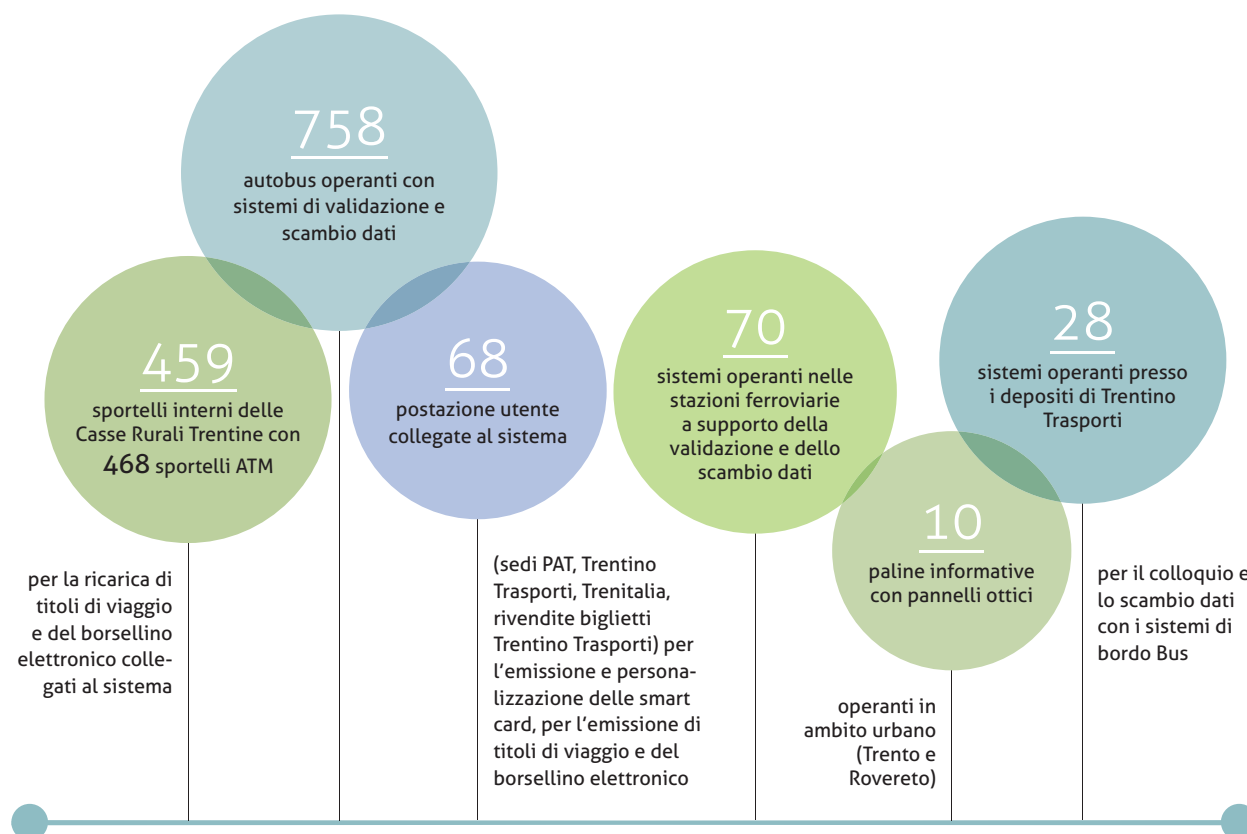 758
autobus operanti con
sistemi di validazione e
scambio dati
459
sportelli interni delle
Casse Rurali Trentine con
468 sportelli ATM
per la ricarica di
titoli di viaggio
e del borsellino
elettronico colle-
gati al sistema
68
postazione utente
collegate al sistema
(sedi PAT, Trentino
Trasporti, Trenitalia,
rivendite biglietti
Trentino Trasporti) per
l’emissione e persona-
lizzazione delle smart
card, per l’emissione di
titoli di viaggio e del
borsellino elettronico
70
sistemi operanti nelle
stazioni ferroviarie
a supporto della
validazione e dello
scambio dati
10
paline informative
con pannelli ottici
operanti in
ambito urbano
(Trento e
Rovereto)
28
sistemi operanti presso
i depositi di Trentino
Trasporti
per il colloquio e
lo scambio dati
con i sistemi di
bordo Bus